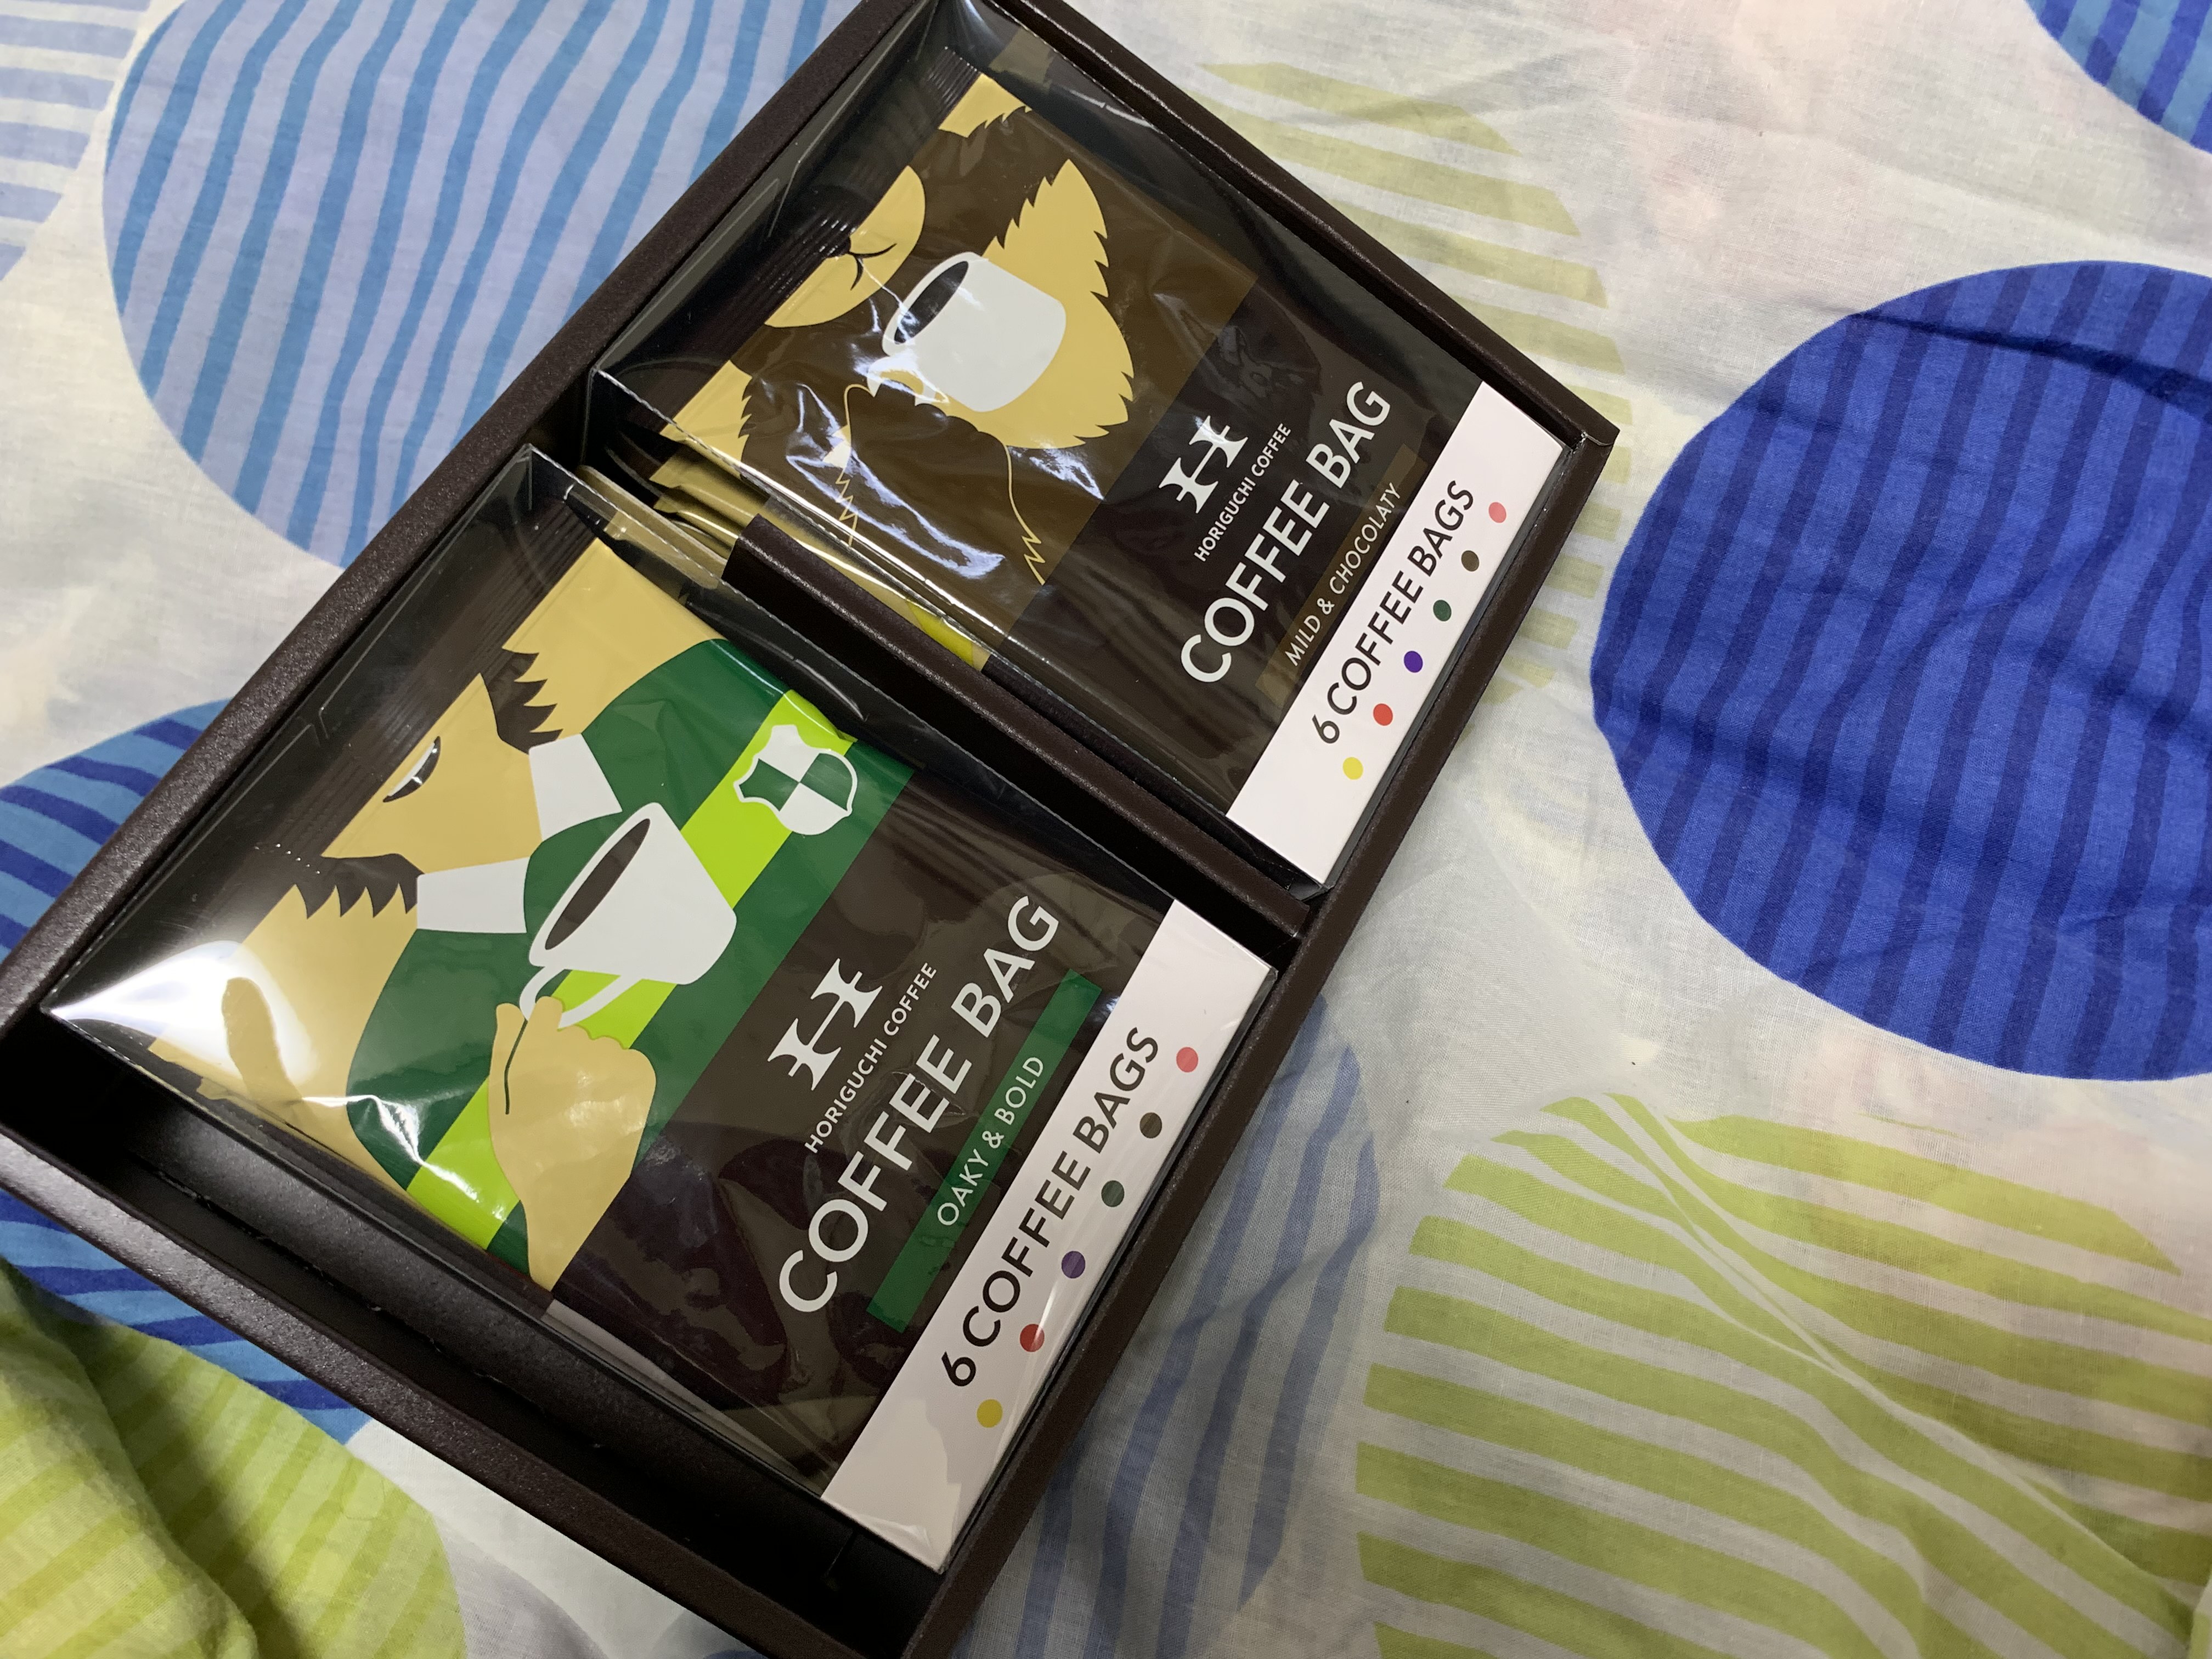 H
HORIGUCHI COFFEE
COFFEE BAG
MILD & CHOCOLATY
6 COFFEE BAGS
H
HORIGUCHI COFFEE
COFFEE BAG
OAKY & BOLD
6 COFFEE BAGS